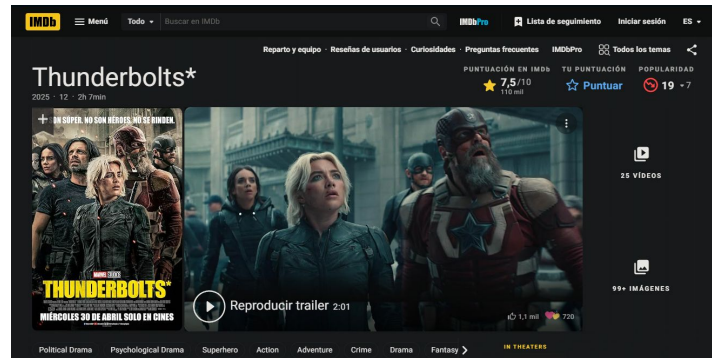 IMDb Menú Todo Buscar en IMDb IMDbPro Lista de seguimiento Iniciar sesión ES
Reparto y equipo · Reseñas de usuarios · Curiosidades · Preguntas frecuentes IMDbPro Todos los temas
Thunderbolts*
2025 · 12 · 2h 7min
PUNTUACIÓN EN IMDb TU PUNTUACIÓN POPULARIDAD
7,5/10 Puntuar 19 7
110 mil
ON SÚPER. NO SON HÉROES. NO SE RINDEN.
MARVEL STUDIOS
THUNDERBOLTS*
MIÉRCOLES 30 DE ABRIL SOLO EN CINES
Reproducir trailer 2:01
1,1 mil 720
25 VÍDEOS
99+ IMÁGENES
Political Drama Psychological Drama Superhero Action Adventure Crime Drama Fantasy
IN THEATERS